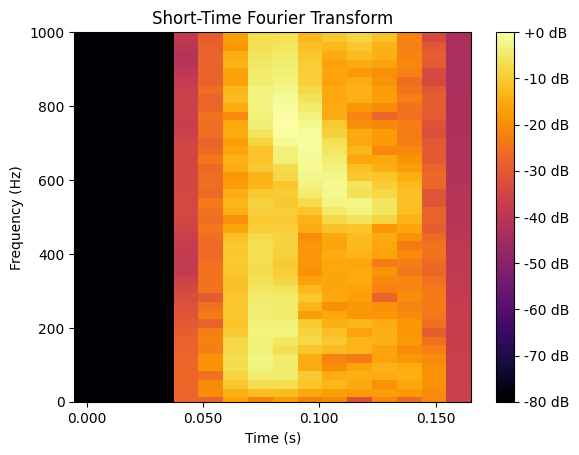 Short-Time Fourier Transform
Frequency (Hz)
1000
800
600
400
200
0
0.000
0.050
0.100
0.150
Time (s)
+0 dB
-10 dB
-20 dB
-30 dB
-40 dB
-50 dB
-60 dB
-70 dB
-80 dB